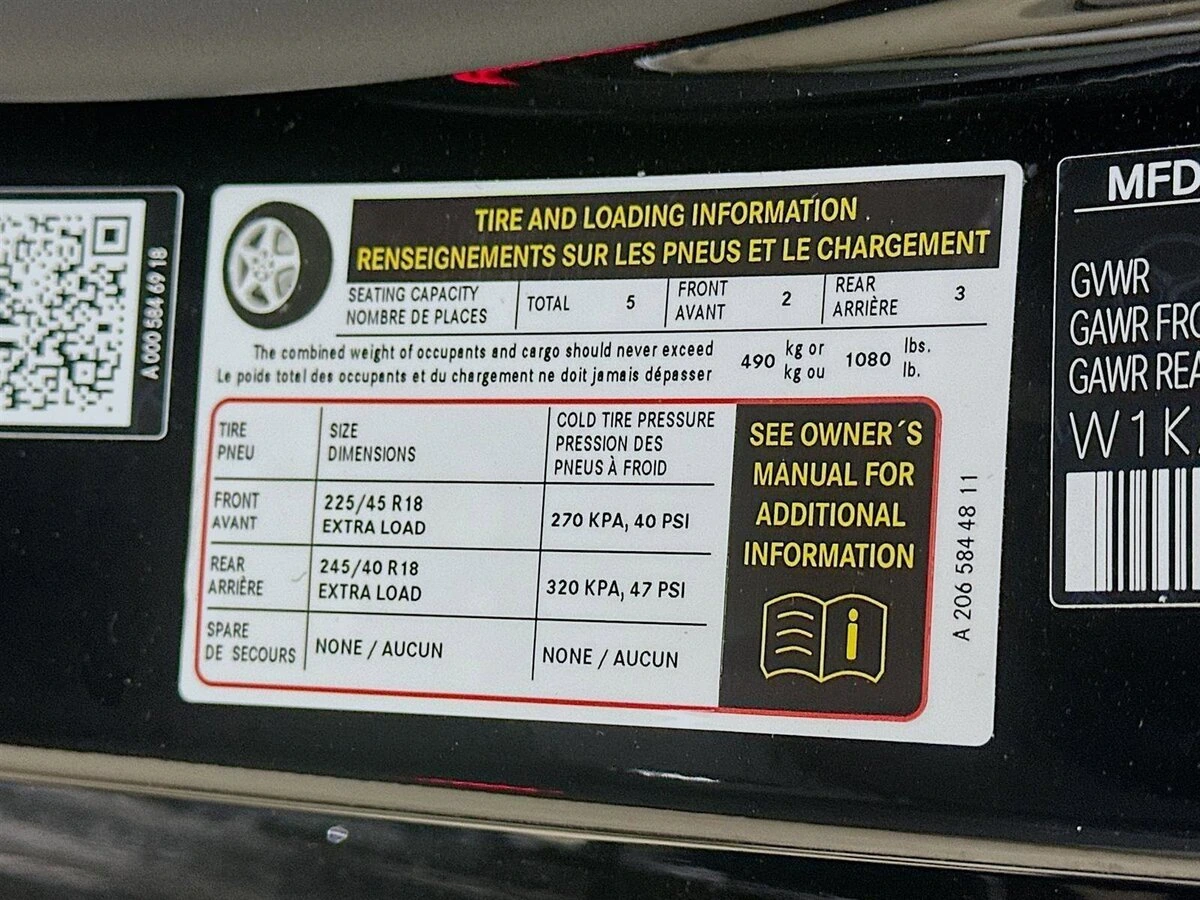 A 000 584 69 18
TIRE AND LOADING INFORMATION
RENSEIGNEMENTS SUR LES PNEUS ET LE CHARGEMENT
SEATING CAPACITY
NOMBRE DE PLACES
TOTAL 5
FRONT
AVANT
2
REAR
ARRIÈRE
3
The combined weight of occupants and cargo should never exceed
Le poids total des occupants et du chargement ne doit jamais dépasser
490
kg or
kg ou
1080
lbs.
lb.
TIRE
PNEU
SIZE
DIMENSIONS
COLD TIRE PRESSURE
PRESSION DES
PNEUS À FROID
FRONT
AVANT
225/45 R18
EXTRA LOAD
270 KPA, 40 PSI
REAR
ARRIÈRE
245/40 R18
EXTRA LOAD
320 KPA, 47 PSI
SPARE
DE SECOURS
NONE / AUCUN
NONE / AUCUN
SEE OWNER´S
MANUAL FOR
ADDITIONAL
INFORMATION
A 206 584 48 11
MFD
GVWR
GAWR FRO
GAWR REA
W1K